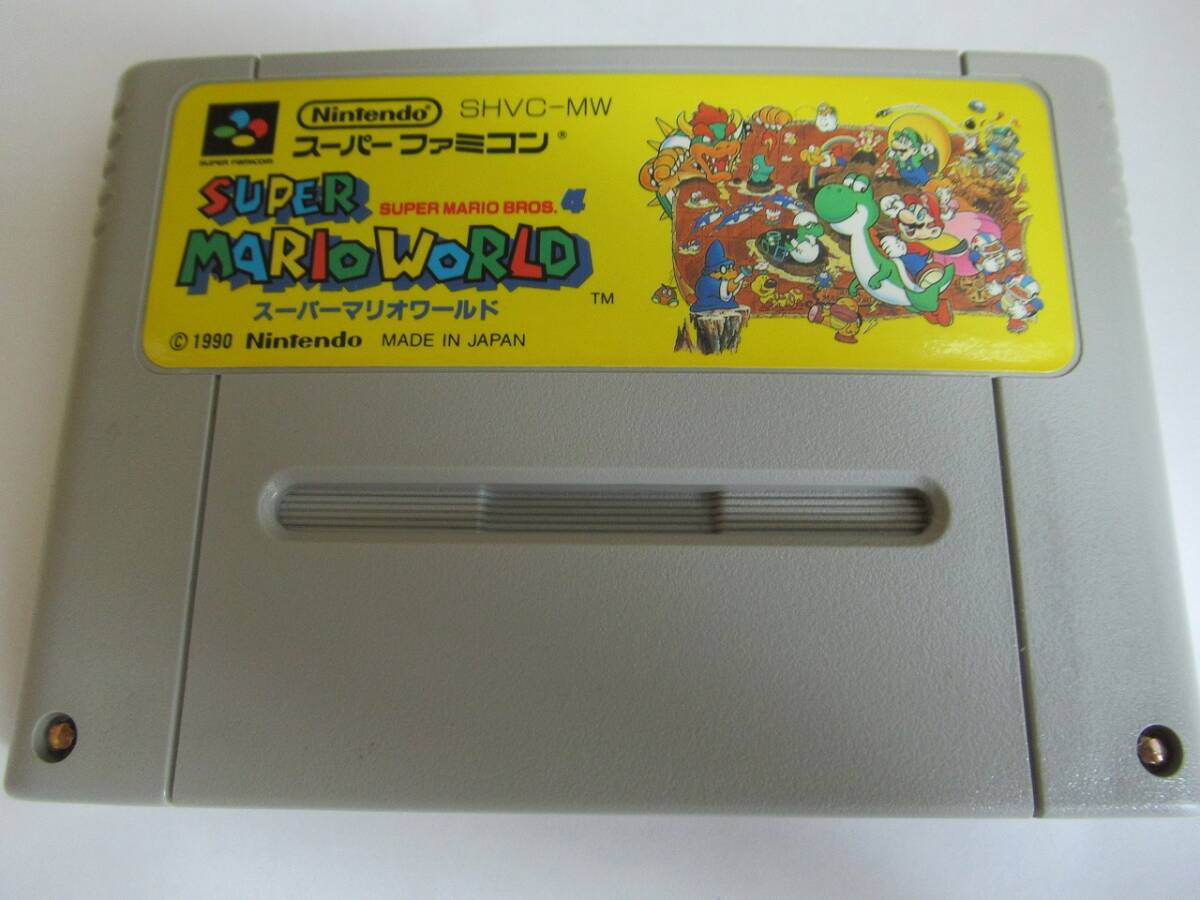 SUPER FAMICOM
Nintendo® SHVC-MW
スーパーファミコン®
SUPER
SUPER MARIO BROS. 4
MARIO WORLD
スーパーマリオワールド
TM
© 1990 Nintendo MADE IN JAPAN